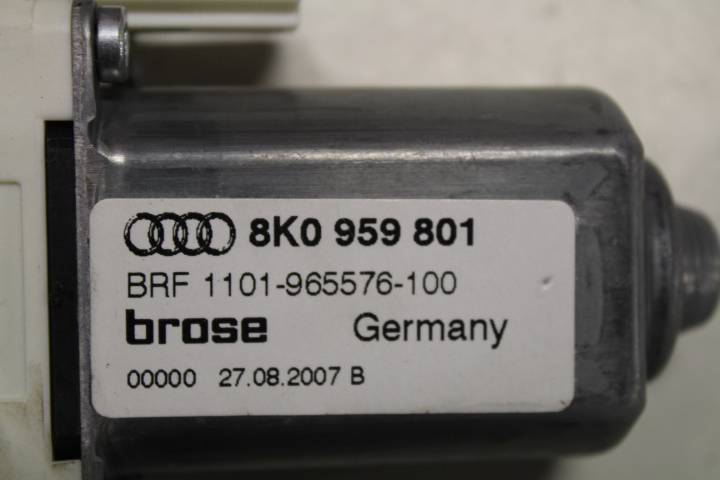 8K0 959 801
BRF 1101-965576-100
brose Germany
00000 27.08.2007 B